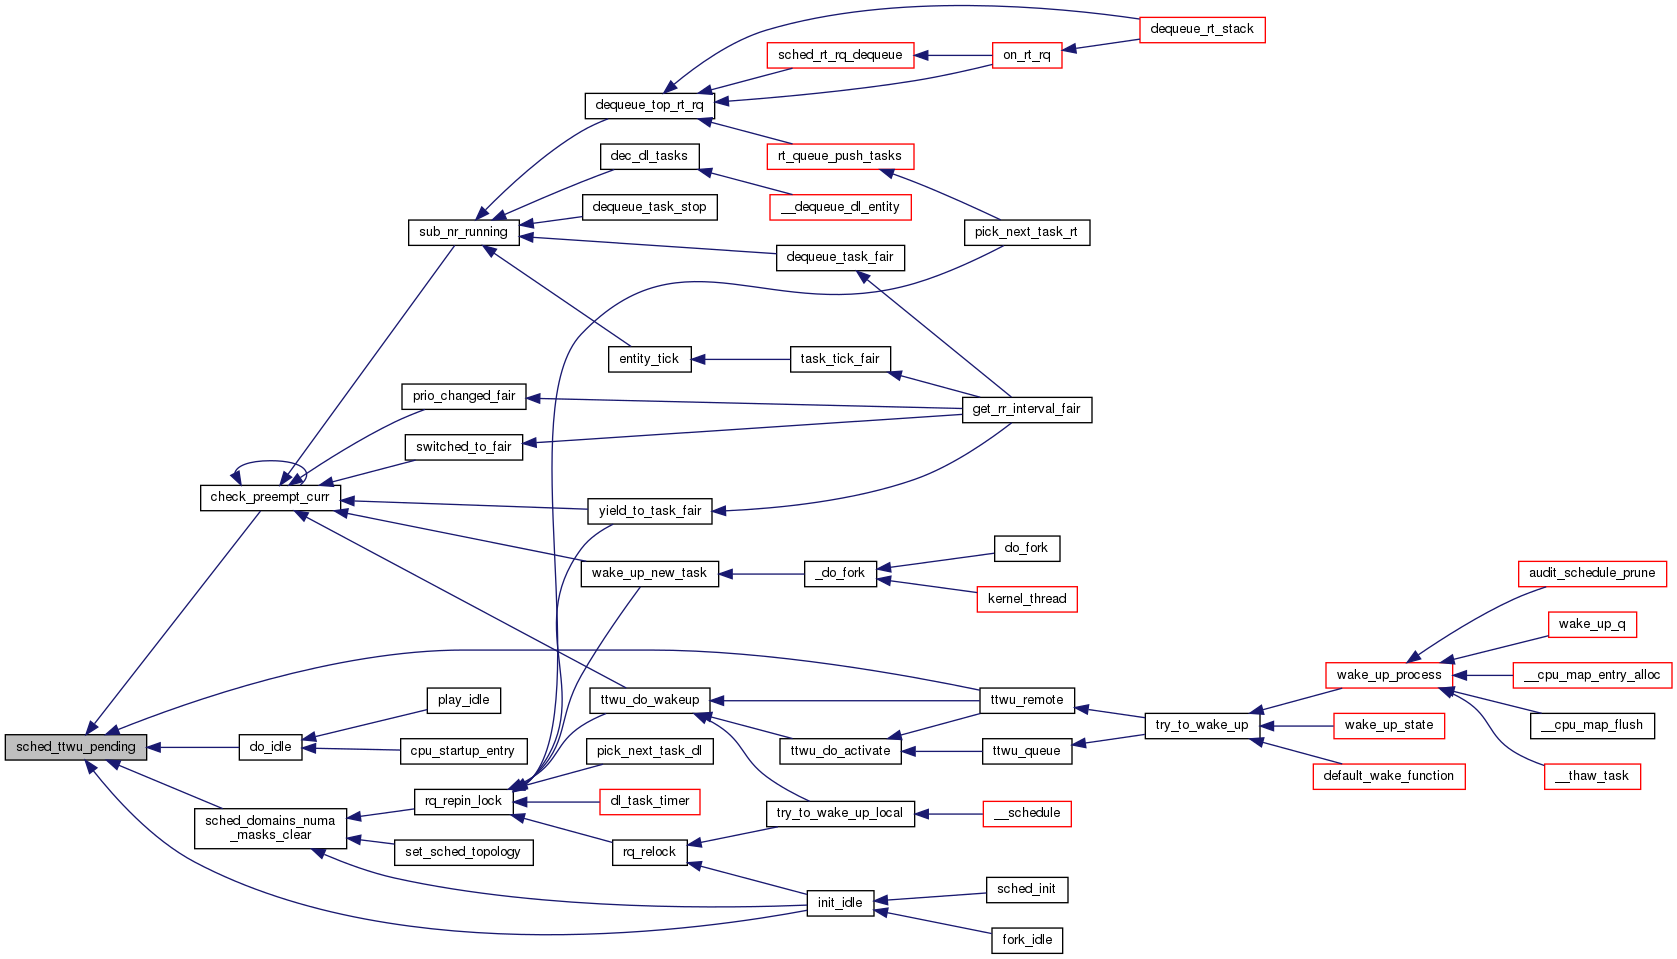 dequeue_rt_stack
sched_rt_rq_dequeue
on_rt_rq
dequeue_top_rt_rq
dec_dl_tasks
rt_queue_push_tasks
dequeue_task_stop
__dequeue_dl_entity
sub_nr_running
pick_next_task_rt
dequeue_task_fair
entity_tick
task_tick_fair
prio_changed_fair
get_rr_interval_fair
switched_to_fair
check_preempt_curr
yield_to_task_fair
do_fork
wake_up_new_task
_do_fork
audit_schedule_prune
kernel_thread
wake_up_q
play_idle
ttwu_do_wakeup
ttwu_remote
wake_up_process
__cpu_map_entry_alloc
sched_ttwu_pending
do_idle
cpu_startup_entry
pick_next_task_dl
ttwu_do_activate
ttwu_queue
try_to_wake_up
wake_up_state
__cpu_map_flush
default_wake_function
__thaw_task
rq_repin_lock
dl_task_timer
sched_domains_numa
_masks_clear
try_to_wake_up_local
__schedule
set_sched_topology
rq_relock
init_idle
sched_init
fork_idle